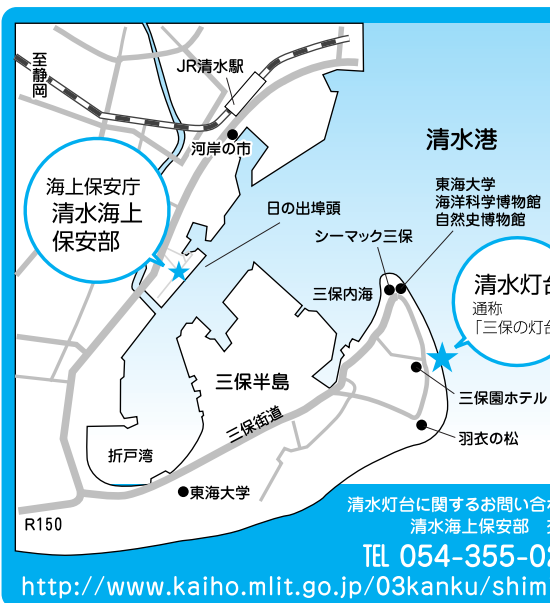 至静岡
JR清水駅
河岸の市
清水港
海上保安庁
清水海上
保安部
日の出埠頭
東海大学
海洋科学博物館
自然史博物館
シーマック三保
三保内海
清水灯台
通称
「三保の灯台
三保半島
三保園ホテル
三保街道
羽衣の松
折戸湾
東海大学
R150
清水灯台に関するお問い合
清水海上保安部
TEL 054-355-0
http://www.kaiho.mlit.go.jp/03kanku/shim